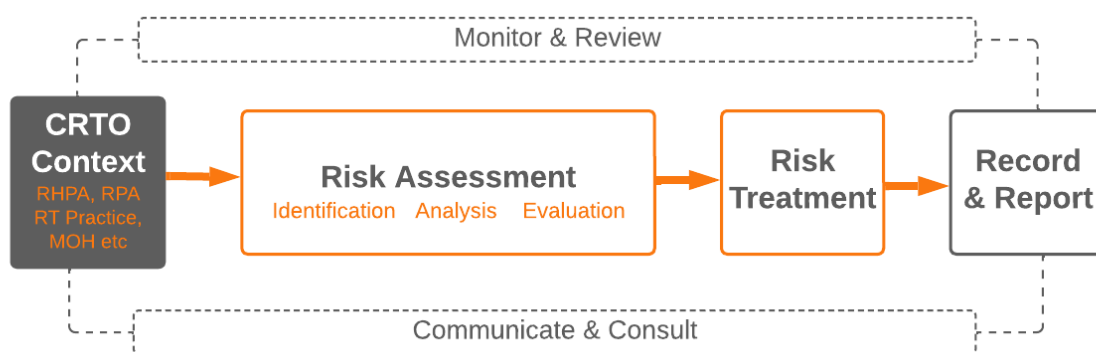 Monitor & Review
CRTO
Context
RHPA, RPA
RT Practice,
MOH etc
Risk Assessment
Identification Analysis Evaluation
Risk
Treatment
Record
& Report
Communicate & Consult